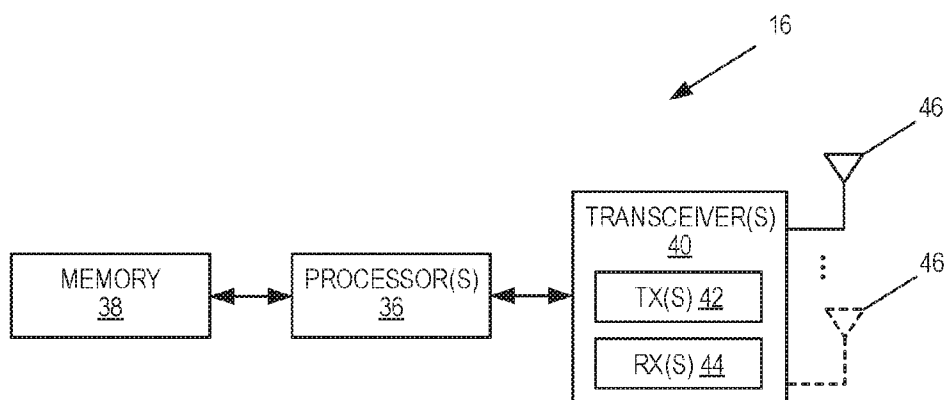 16
46
TRANSCEIVER(S)
40
46
MEMORY
38
PROCESSOR(S)
36
TX(S) 42
RX(S) 44